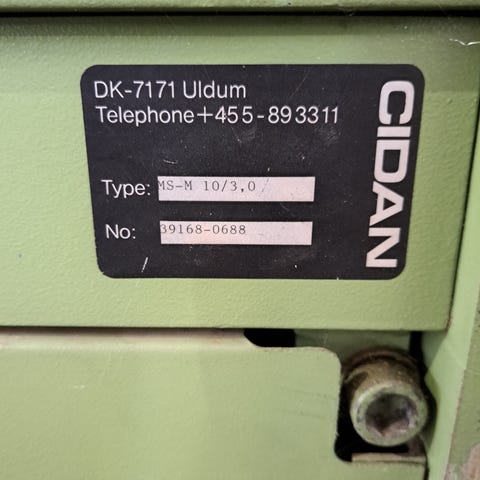 DK-7171 Uldum
Telephone+455-893311
Type: MS-M 10/3,0
No: 39168-0688
CIDAN